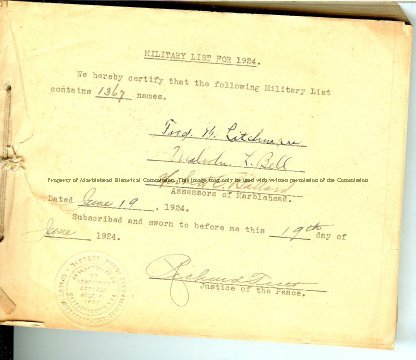 MILITARY LIST FOR 1924.
We hereby certify that the following Military List
contains 1367 names.
Malcolm L. Bell
Property of Marblehead Historical Commission. This image may only be used with written permission of the Commission
Assessors of Marblehead.
Dated June 19, 1924.
Subscribed and sworn to before me this 19th day of
June 1924.
Justice of the Peace.